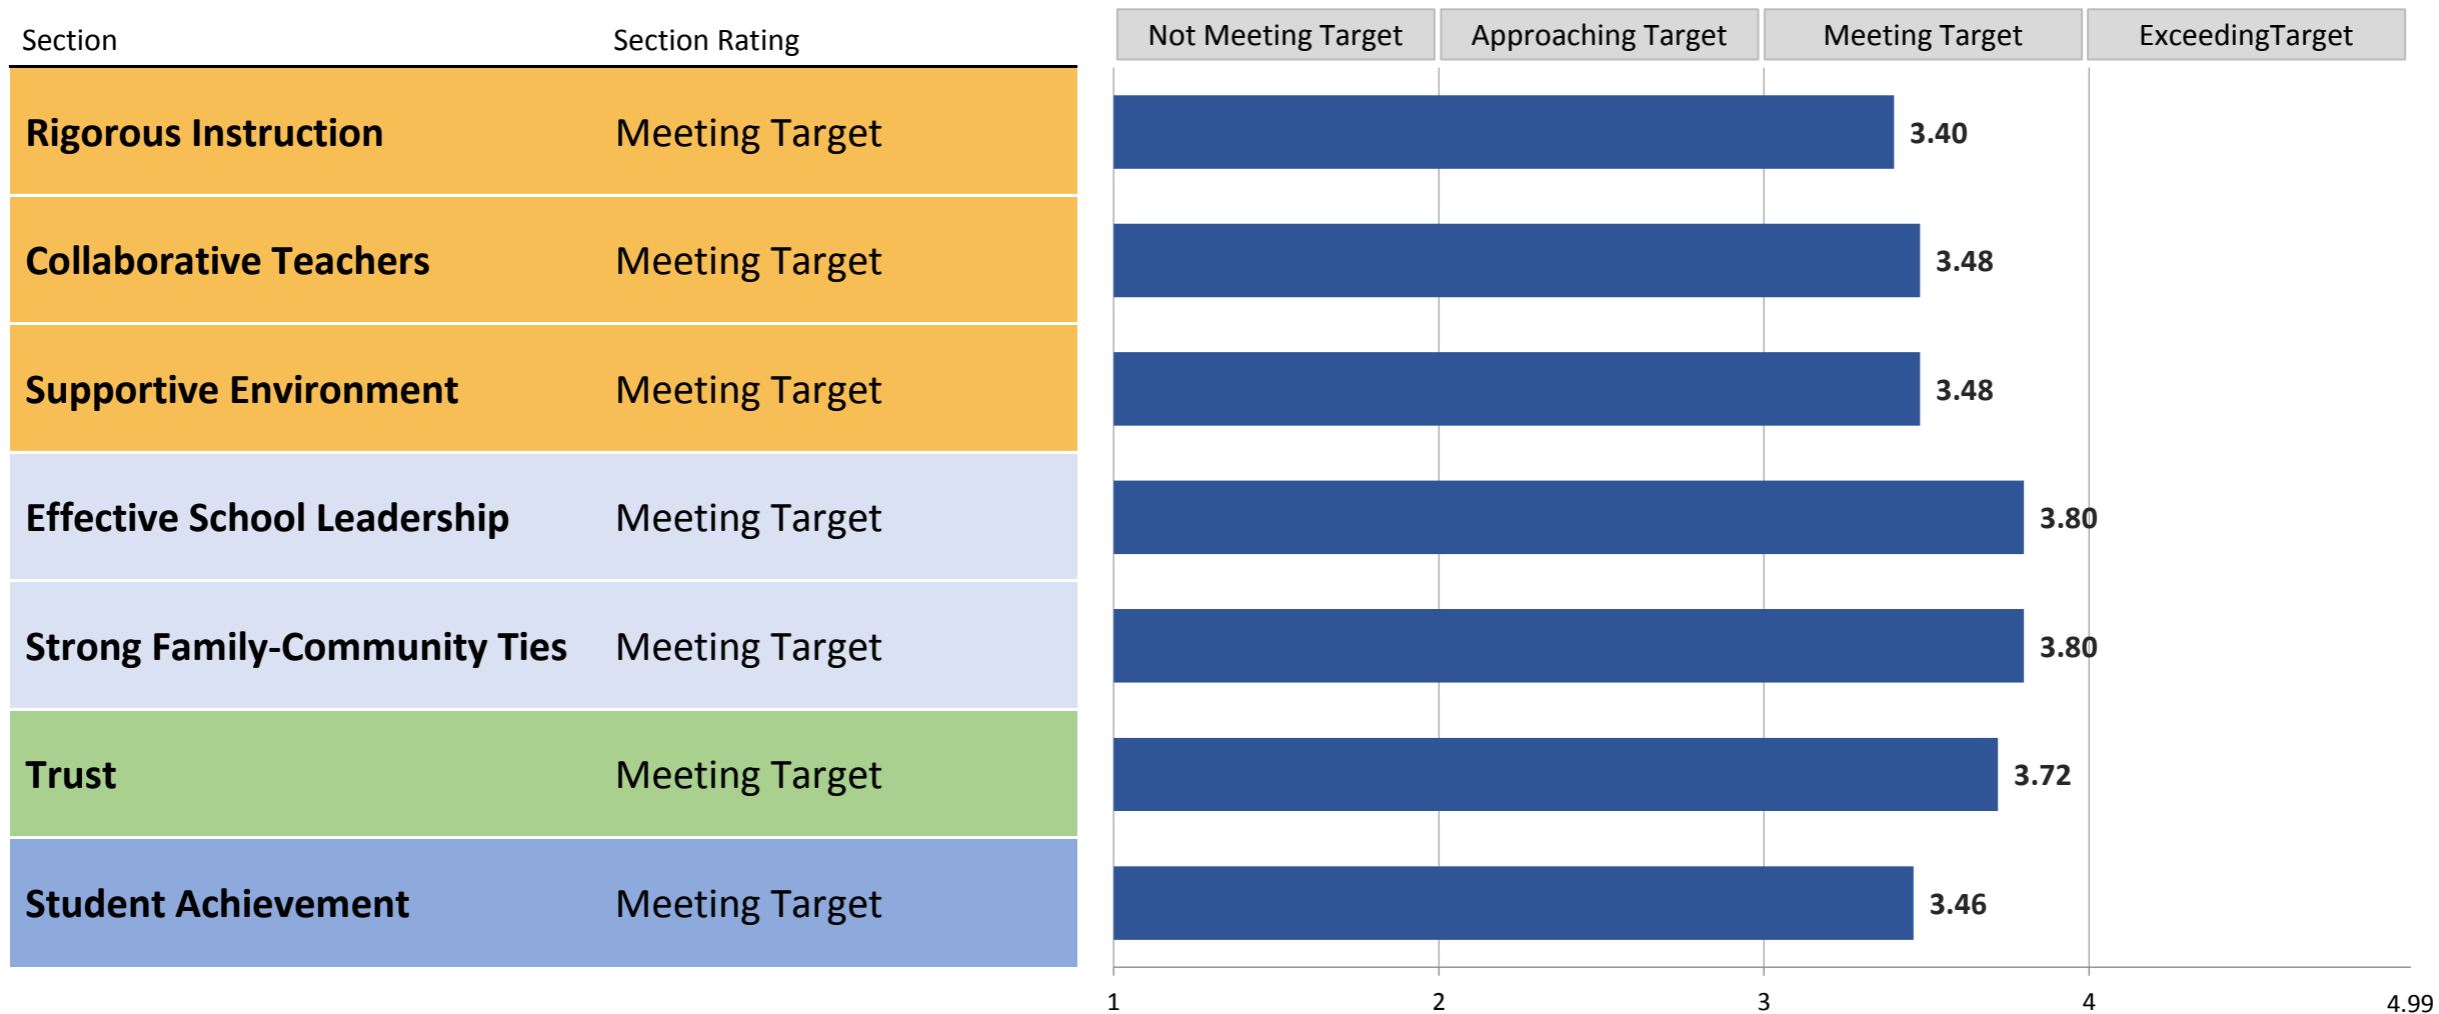 Section Section Rating Not Meeting Target Approaching Target Meeting Target ExceedingTarget
Rigorous Instruction Meeting Target 3.40
Collaborative Teachers Meeting Target 3.48
Supportive Environment Meeting Target 3.48
Effective School Leadership Meeting Target 3.80
Strong Family-Community Ties Meeting Target 3.80
Trust Meeting Target 3.72
Student Achievement Meeting Target 3.46
1 2 3 4 4.99